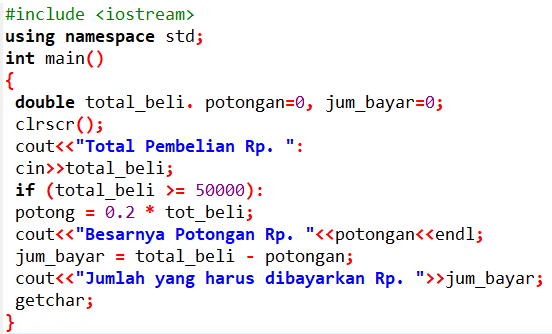 #include <iostream>
using namespace std;
int main()
{
double total_beli. potongan=0, jum_bayar=0;
clrscr();
cout<<"Total Pembelian Rp. ":
cin>>total_beli;
if (total_beli >= 50000):
potong = 0.2 * tot_beli;
cout<<"Besarnya Potongan Rp. "<<potongan<<endl;
jum_bayar = total_beli - potongan;
cout<<"Jumlah yang harus dibayarkan Rp. ">>jum_bayar;
getchar;
}